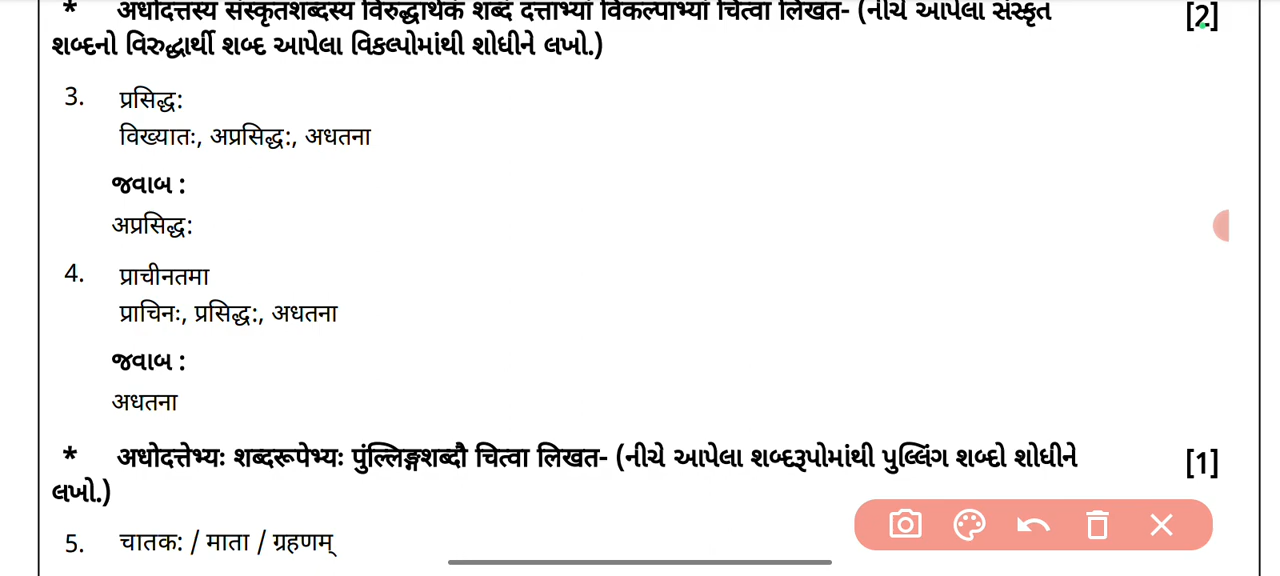 * अधोदत्तस्य संस्कृतशब्दस्य विरुद्धार्थकं शब्दं दत्ताभ्यां विकल्पाभ्यां चित्वा लिखत- (નીચે આપેલા સંસ્કૃત [2]
શબ્દનો વિરુદ્ધાર્થી શબ્દ આપેલા વિકલ્પોમાંથી શોધીને લખો.)
3. प्रसिद्ध:
विख्यातः, अप्रसिद्ध:, अधतना
જવાબ :
अप्रसिद्ध:
4. प्राचीनतमा
प्राचिनः, प्रसिद्ध:, अधतना
જવાબ :
अधतना
* अधोदत्तेभ्यः शब्दरूपेभ्यः पुंल्लिङ्गशब्दौ चित्वा लिखत- (નીચે આપેલા શબ્દરૂપોમાંથી પુલ્લિંગ શબ્દો શોધીને [1]
લખો.)
5. चातक: / माता / ग्रहणम्